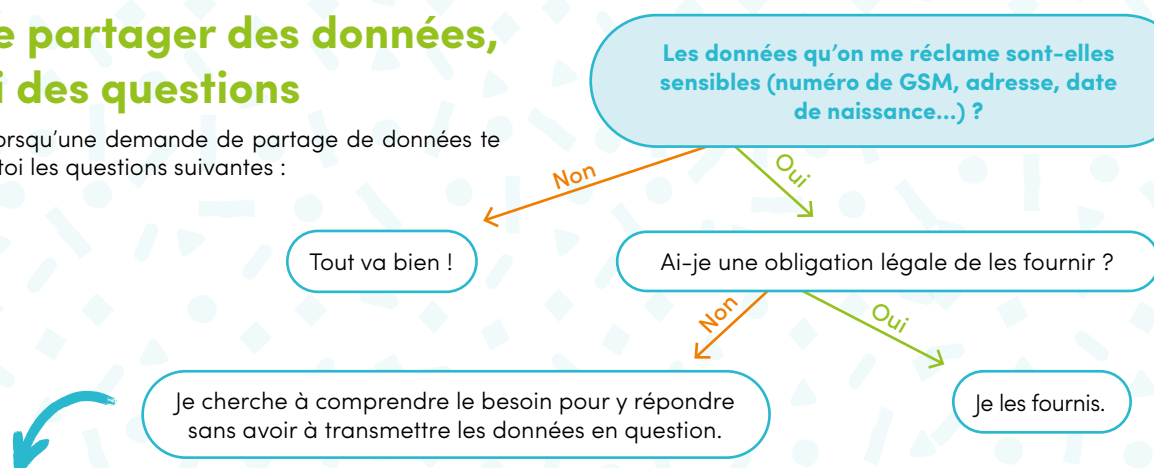 partager des données,
des questions
lorsqu'une demande de partage de données te
toi les questions suivantes :
Les données qu'on me réclame sont-elles
sensibles (numéro de GSM, adresse, date
de naissance...) ?
Non
Oui
Tout va bien !
Ai-je une obligation légale de les fournir ?
Non
Oui
Je cherche à comprendre le besoin pour y répondre
sans avoir à transmettre les données en question.
Je les fournis.